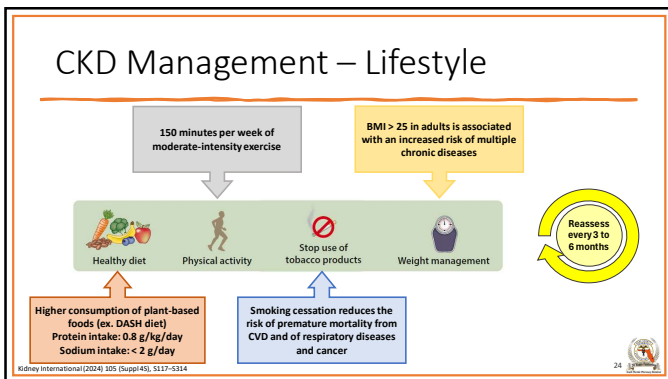 CKD Management – Lifestyle
150 minutes per week of
moderate-intensity exercise
BMI > 25 in adults is associated
with an increased risk of multiple
chronic diseases
Healthy diet
Physical activity
Stop use of
tobacco products
Weight management
Reassess
every 3 to
6 months
Higher consumption of plant-based
foods (ex. DASH diet)
Protein intake: 0.8 g/kg/day
Sodium intake: < 2 g/day
Smoking cessation reduces the
risk of premature mortality from
CVD and of respiratory diseases
and cancer
Kidney International (2024) 105 (Suppl 4S), S117–S314
24